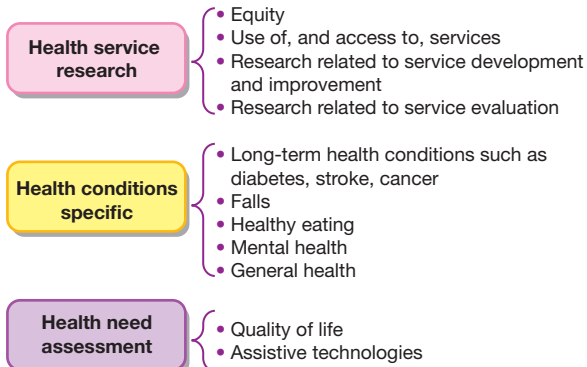 Health service
research
• Equity
• Use of, and access to, services
• Research related to service development
and improvement
• Research related to service evaluation
Health conditions
specific
• Long-term health conditions such as
diabetes, stroke, cancer
• Falls
• Healthy eating
• Mental health
• General health
Health need
assessment
• Quality of life
• Assistive technologies